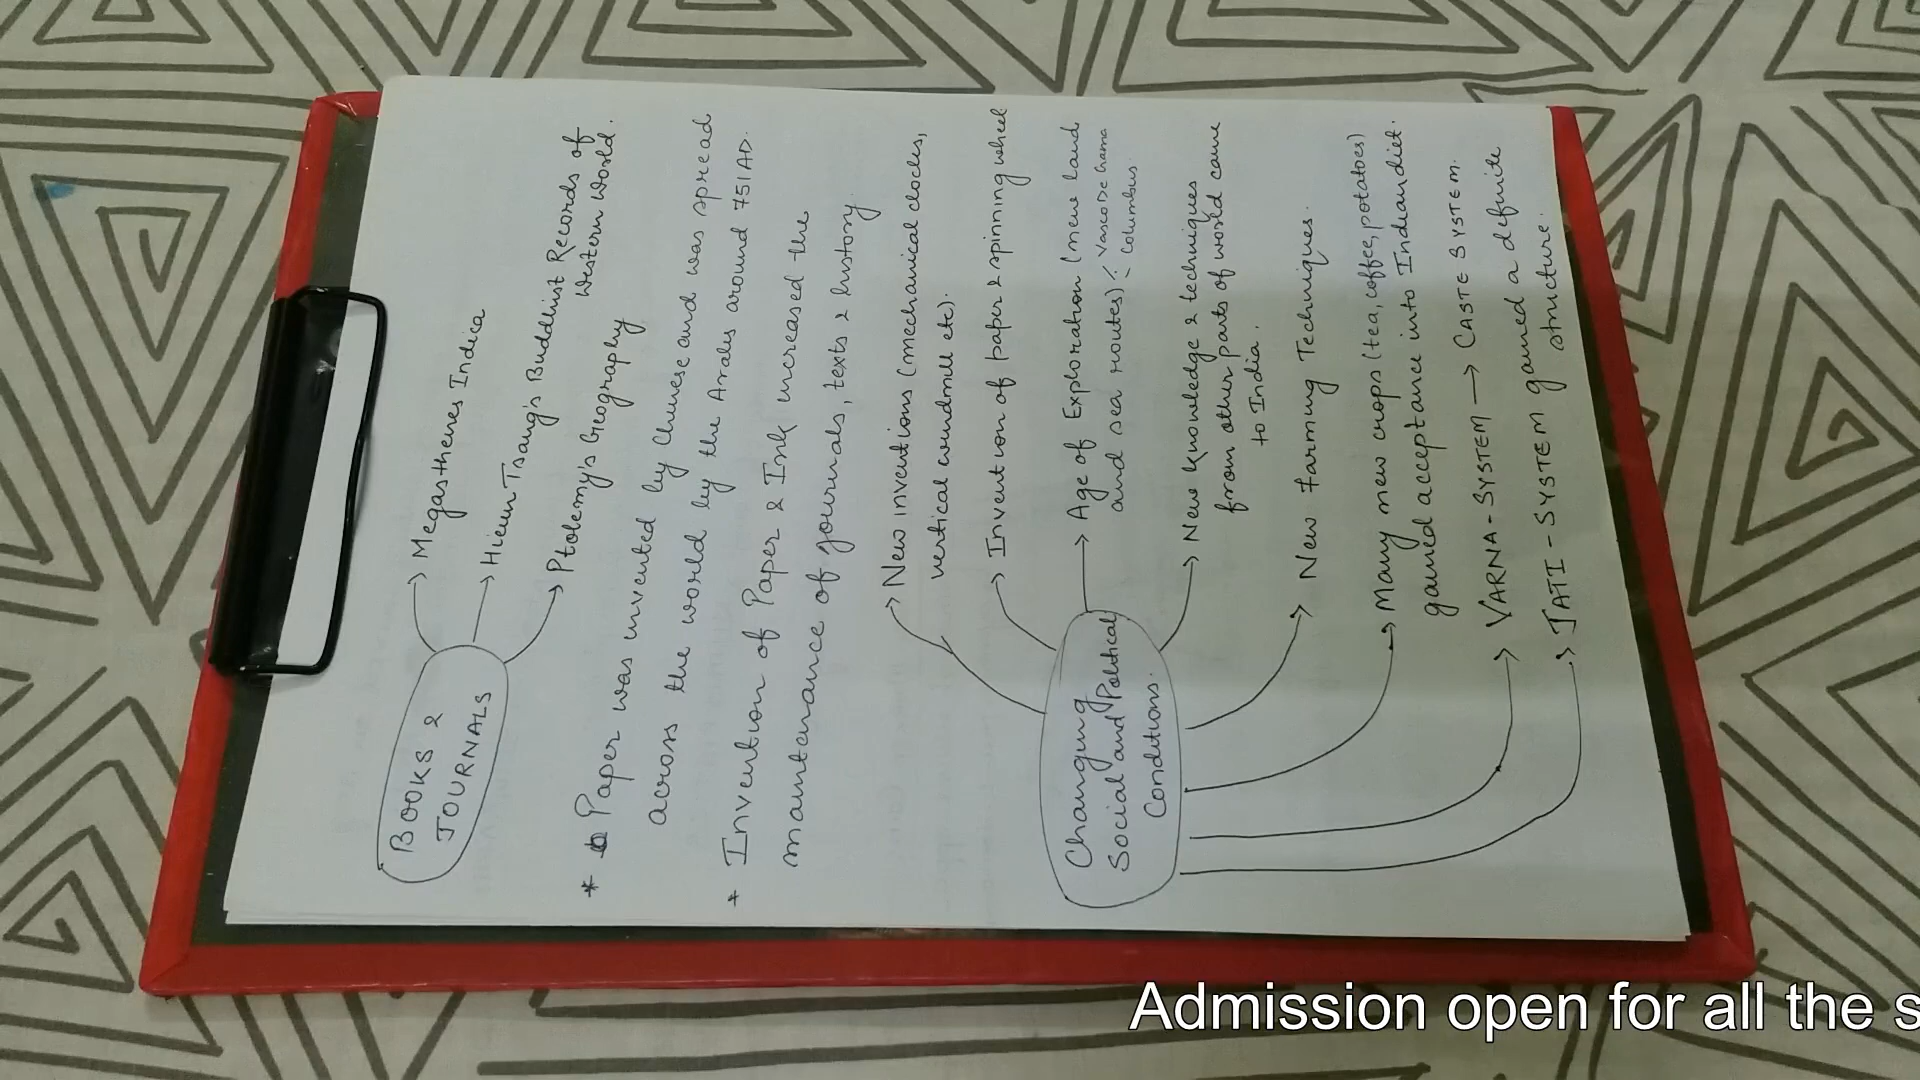 BOOKS &
JOURNALS
Megasthenes Indica
Hieun Tsang's Buddhist Records of
Western World.
Ptolemy's Geography
* Paper was invented by Chinese and was spread
across the world by the Arabs around 751 AD.
* Invention of Paper & Ink increased the
maintenance of journals, texts & history
Changing
Social and Political
Conditions.
New inventions (mechanical clocks,
vertical windmill etc).
Invention of paper & spinning wheel
Age of Exploration (new land
and sea routes) < Vasco De Gama
Columbus
New knowledge & techniques
from other parts of world came
to India.
New Farming Techniques.
Many new crops (tea, coffee, potatoes)
gained acceptance into Indian diet.
VARNA-SYSTEM → CASTE SYSTEM.
JATI-SYSTEM gained a definite
structure.
Admission open for all the s